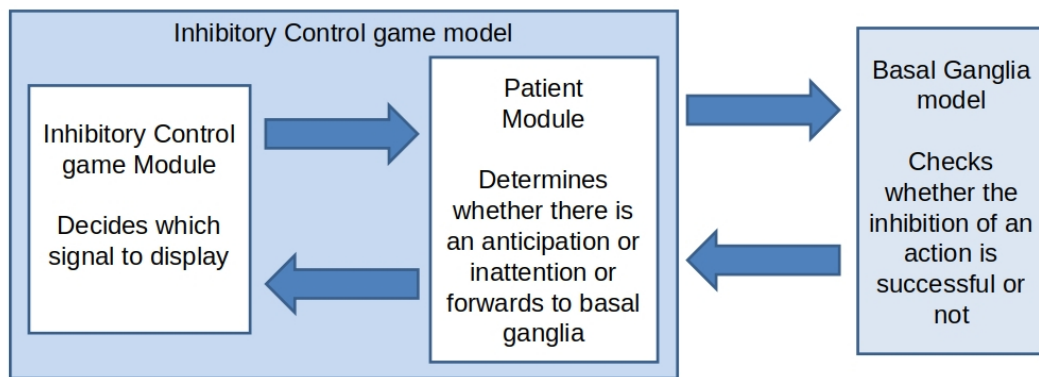 Inhibitory Control game model
Inhibitory Control
game Module
Decides which
signal to display
Patient
Module
Determines
whether there is
an anticipation or
inattention or
forwards to basal
ganglia
Basal Ganglia
model
Checks
whether the
inhibition of an
action is
successful or
not